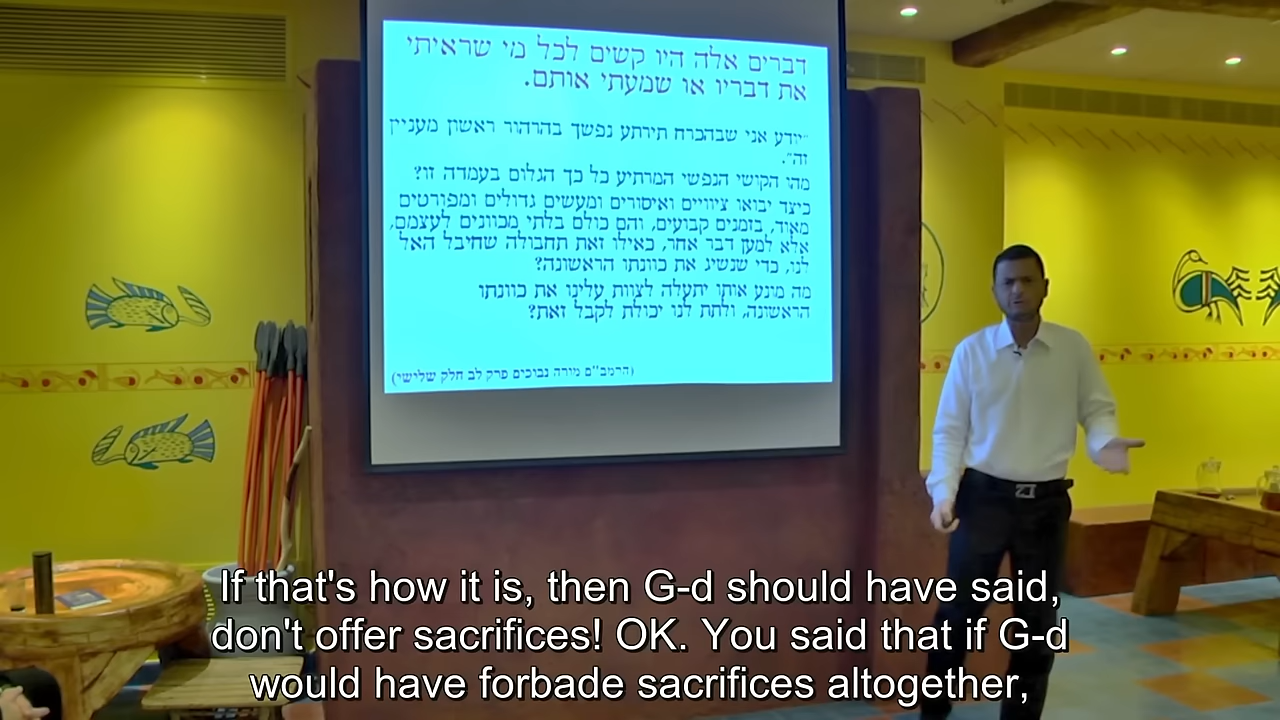 דברים אלה היו קשים לכל מי שראיתי
את דבריו או שמעתי אותם.
"יודע אני שבהכרח תירתע נפשך בהרהור ראשון מעניין
זה".
מהו הקושי הנפשי המרתיע כל כך הגלום בעמדה זו?
כיצד יבואו ציוויים ואיסורים ומעשים גדולים ומפורטים
מאוד, בזמנים קבועים, והם כולם בלתי מכוונים לעצמם,
אלא למען דבר אחר, כאילו זאת תחבולה שחיבל האל
לנו, כדי שנשיג את כוונתו הראשונה?
מה מונע אותו יתעלה לצוות עלינו את כוונתו
הראשונה, ולתת לנו יכולת לקבל זאת?
(הרמב"ם מורה נבוכים פרק לב חלק שלישי)
If that's how it is, then G-d should have said,
don't offer sacrifices! OK. You said that if G-d
would have forbade sacrifices altogether,